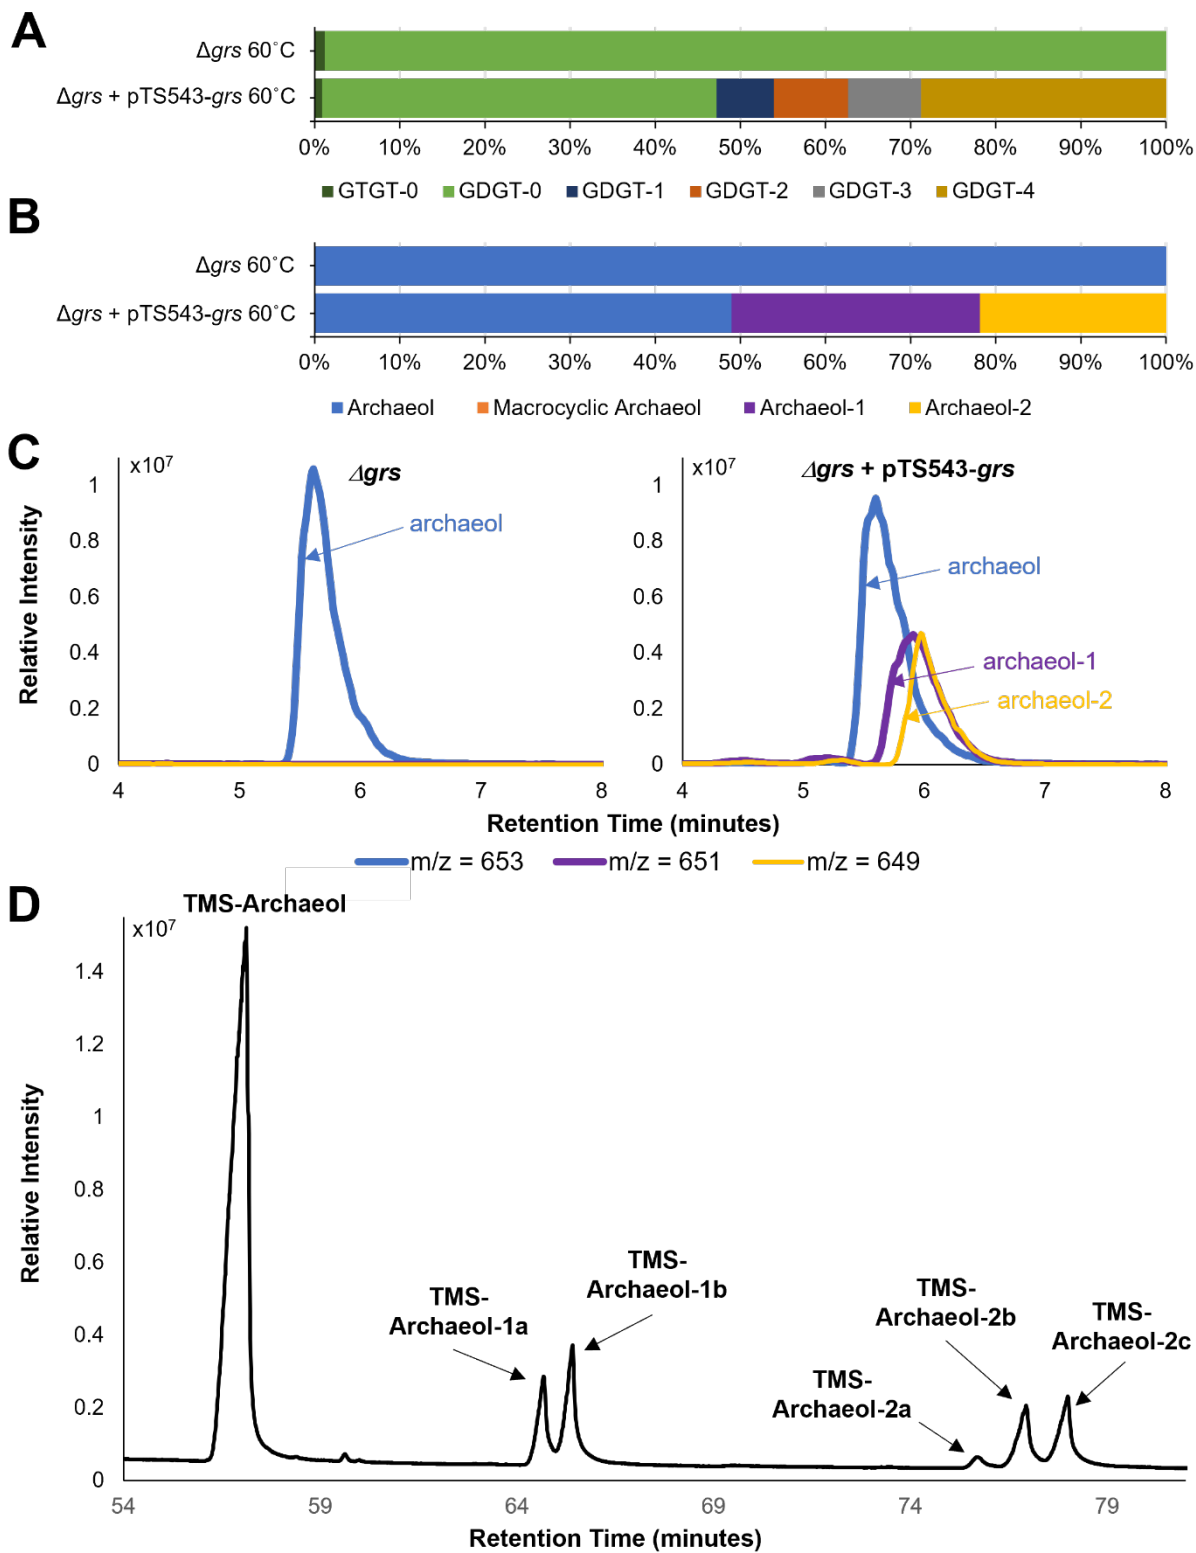 A
Δgrs 60˚C
Δgrs + pTS543-grs 60˚C
0% 10% 20% 30% 40% 50% 60% 70% 80% 90% 100%
GTGT-0 GDGT-0 GDGT-1 GDGT-2 GDGT-3 GDGT-4
B
Δgrs 60˚C
Δgrs + pTS543-grs 60˚C
0% 10% 20% 30% 40% 50% 60% 70% 80% 90% 100%
Archaeol Macrocyclic Archaeol Archaeol-1 Archaeol-2
C
Relative Intensity
x10⁷
Δgrs
archaeol
1
0.8
0.6
0.4
0.2
0
4 5 6 7 8
x10⁷
Δgrs + pTS543-grs
archaeol
archaeol-1
archaeol-2
1
0.8
0.6
0.4
0.2
0
4 5 6 7 8
Retention Time (minutes)
m/z = 653 m/z = 651 m/z = 649
D
TMS-Archaeol
x10⁷
Relative Intensity
1.4
1.2
1
0.8
0.6
0.4
0.2
0
TMS-
Archaeol-1a
TMS-
Archaeol-1b
TMS-
Archaeol-2a
TMS-
Archaeol-2b
TMS-
Archaeol-2c
54 59 64 69 74 79
Retention Time (minutes)